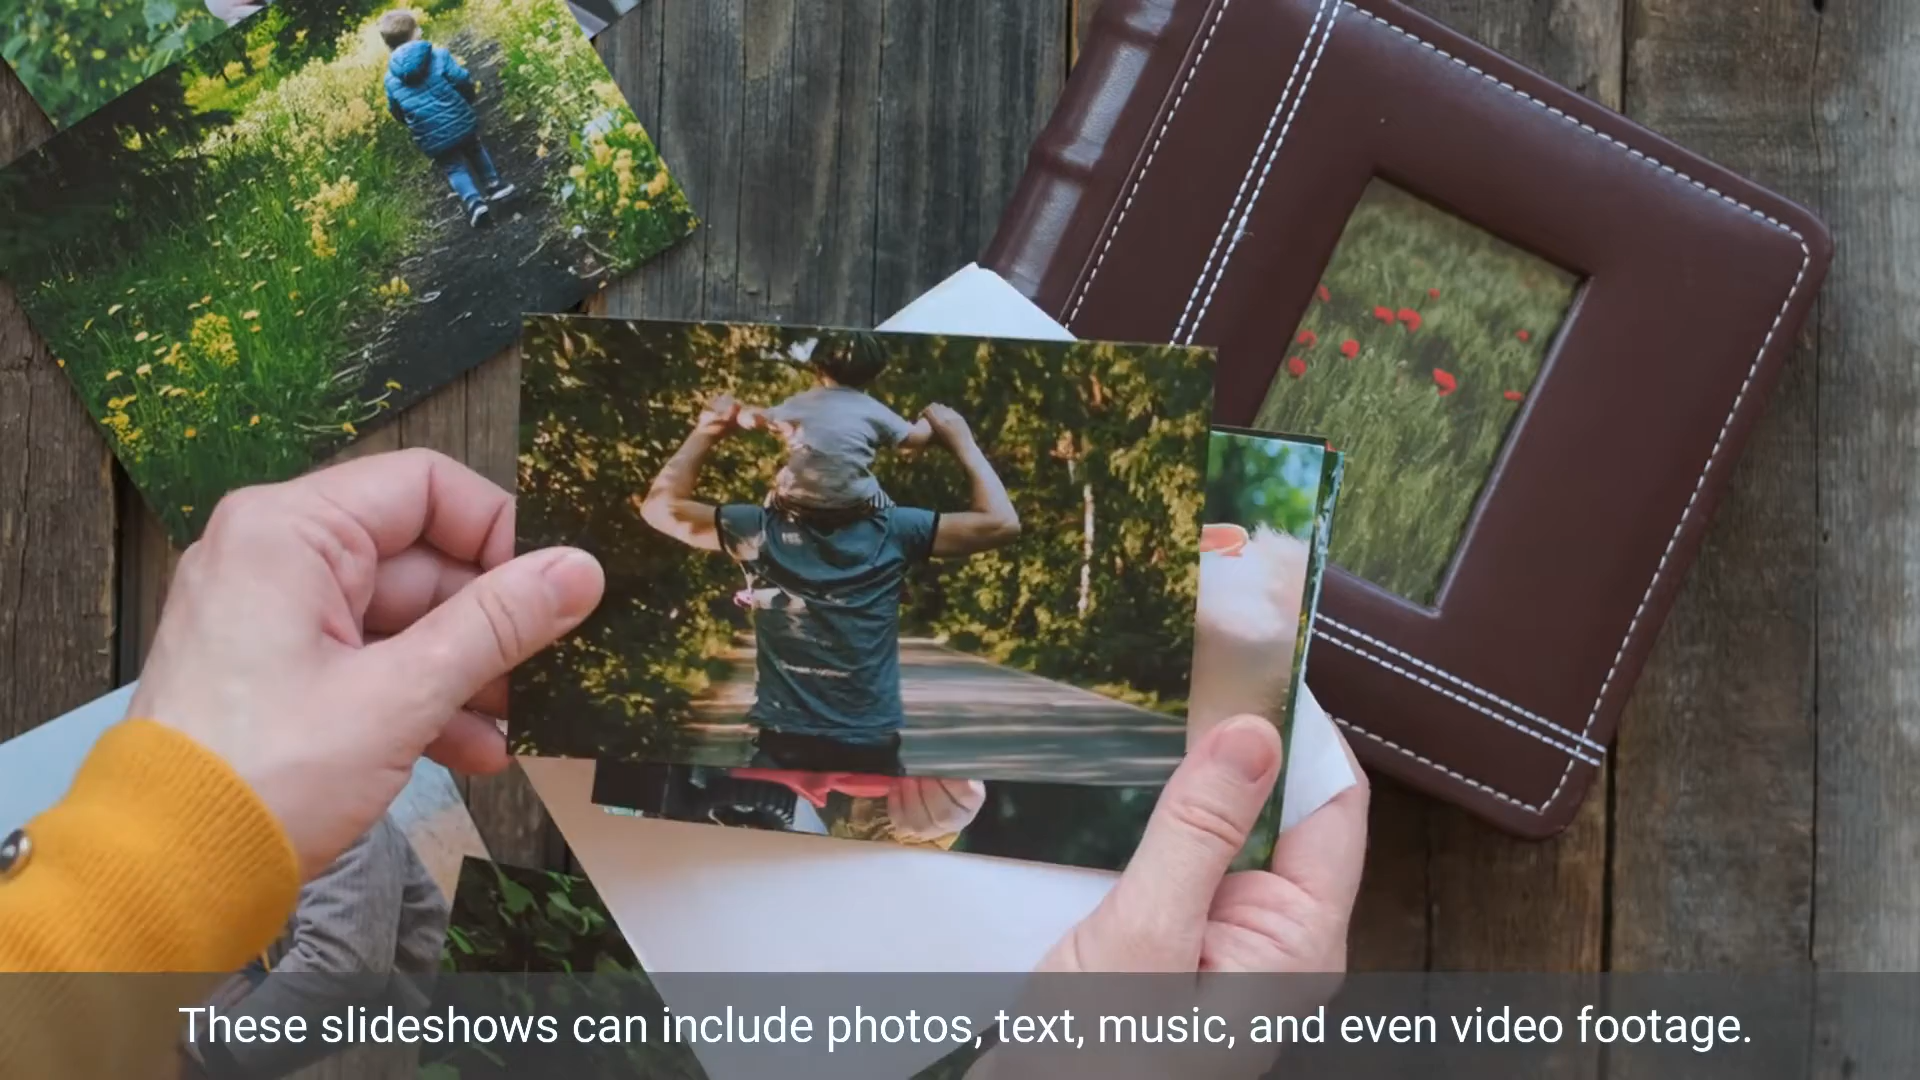 These slideshows can include photos, text, music, and even video footage.